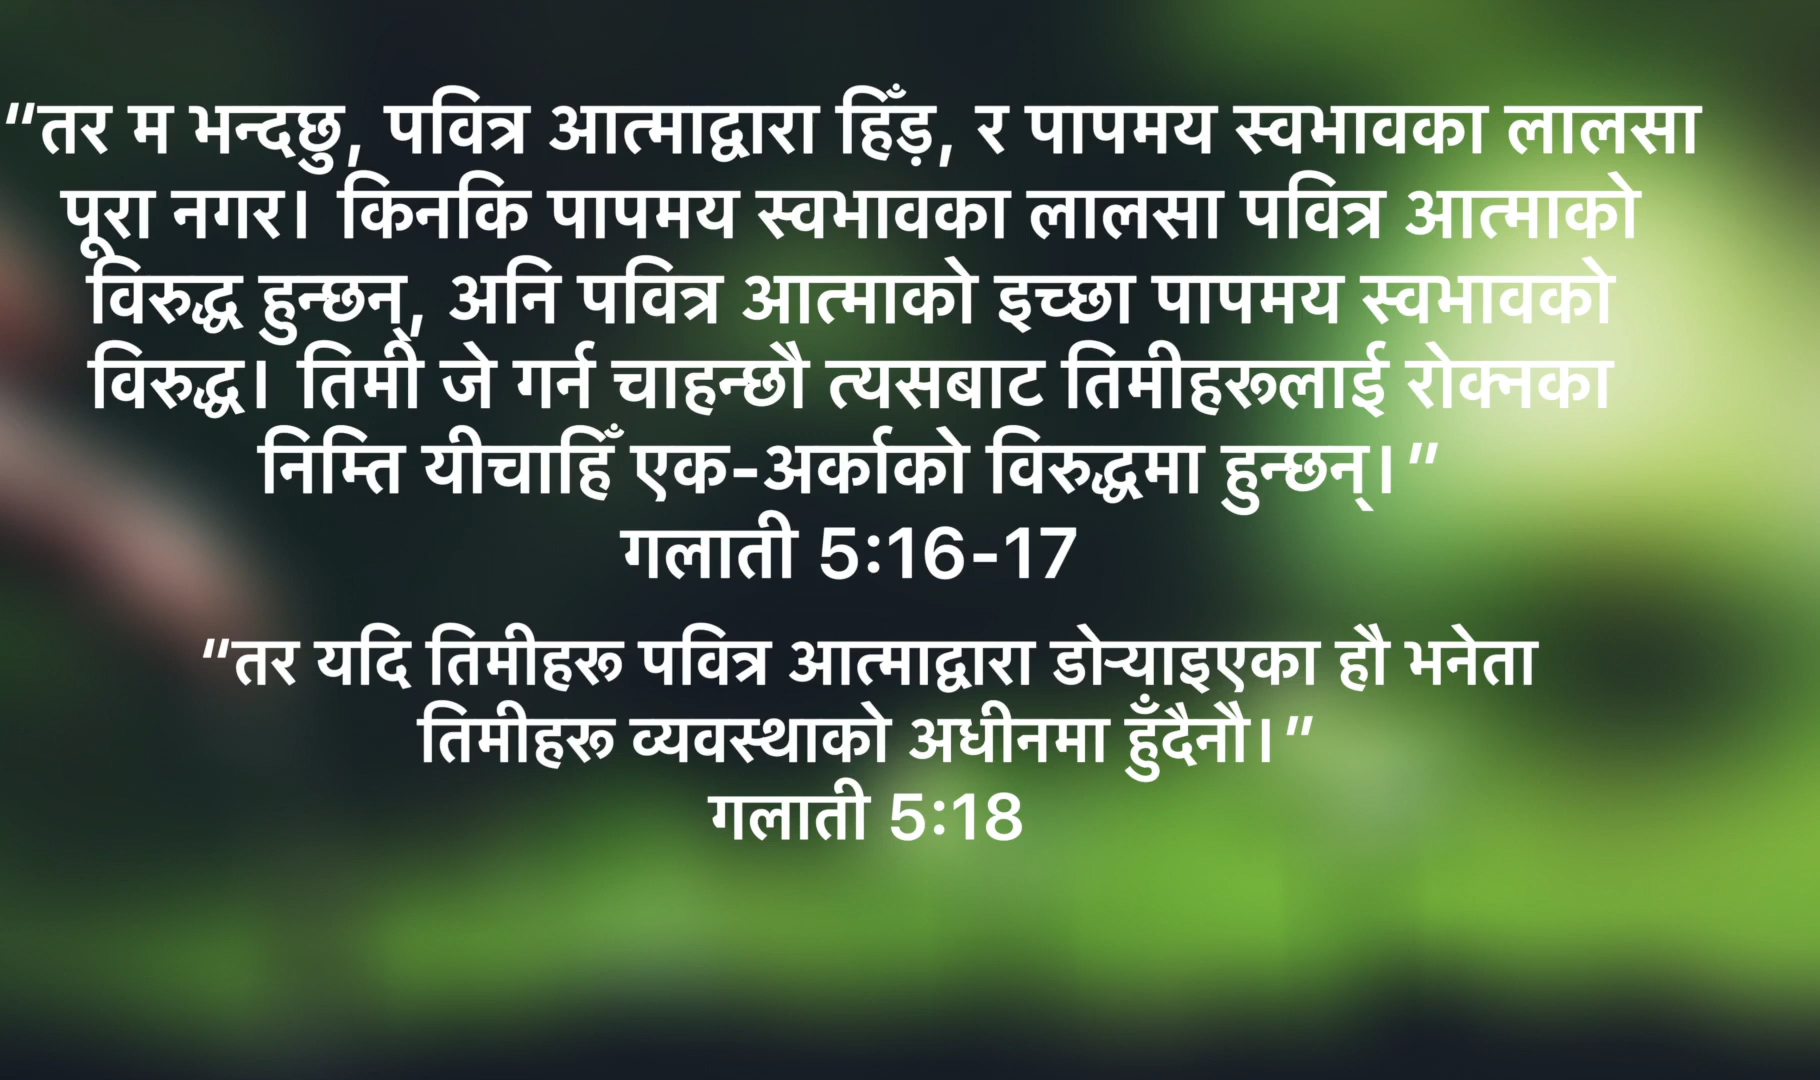 “तर म भन्दछु, पवित्र आत्माद्वारा हिँड़, र पापमय स्वभावका लालसा
पूरा नगर। किनकि पापमय स्वभावका लालसा पवित्र आत्माको
विरुद्ध हुन्छन्, अनि पवित्र आत्माको इच्छा पापमय स्वभावको
विरुद्ध। तिमी जे गर्न चाहन्छौ त्यसबाट तिमीहरूलाई रोक्नका
निम्ति यीचाहिँ एक-अर्काको विरुद्धमा हुन्छन्।”
गलाती 5:16-17
“तर यदि तिमीहरू पवित्र आत्माद्वारा डोऱ्याइएका हौ भनेता
तिमीहरू व्यवस्थाको अधीनमा हुँदैनौ।”
गलाती 5:18